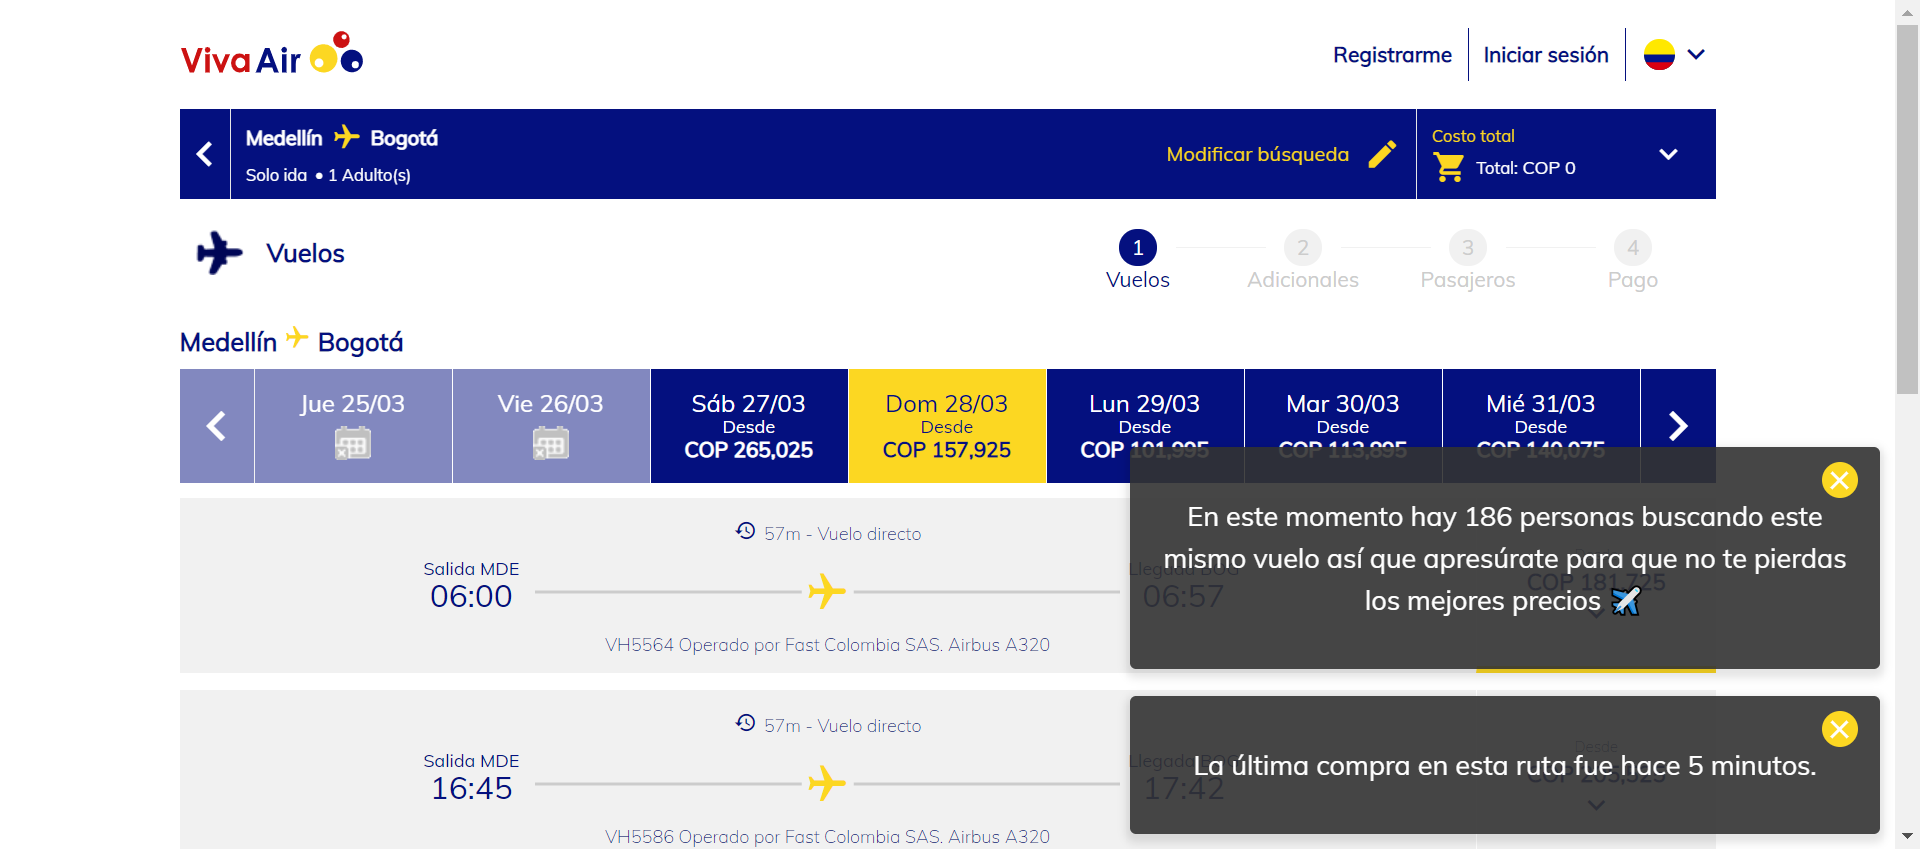 Viva Air
Registrarme
Iniciar sesión
Medellín Bogotá
Solo ida • 1 Adulto(s)
Modificar búsqueda
Costo total
Total: COP 0
Vuelos
1
Vuelos
2
Adicionales
3
Pasajeros
4
Pago
Medellín Bogotá
Jue 25/03
Vie 26/03
Sáb 27/03
Desde
COP 265,025
Dom 28/03
Desde
COP 157,925
Lun 29/03
Desde
COP 101,995
Mar 30/03
Desde
COP 113,895
Mié 31/03
Desde
COP 140,075
57m - Vuelo directo
Salida MDE
06:00
Llegada BOG
06:57
VH5564 Operado por Fast Colombia SAS. Airbus A320
COP 181,725
En este momento hay 186 personas buscando este
mismo vuelo así que apresúrate para que no te pierdas
los mejores precios
57m - Vuelo directo
Salida MDE
16:45
Llegada BOG
17:42
VH5586 Operado por Fast Colombia SAS. Airbus A320
Desde
La última compra en esta ruta fue hace 5 minutos.